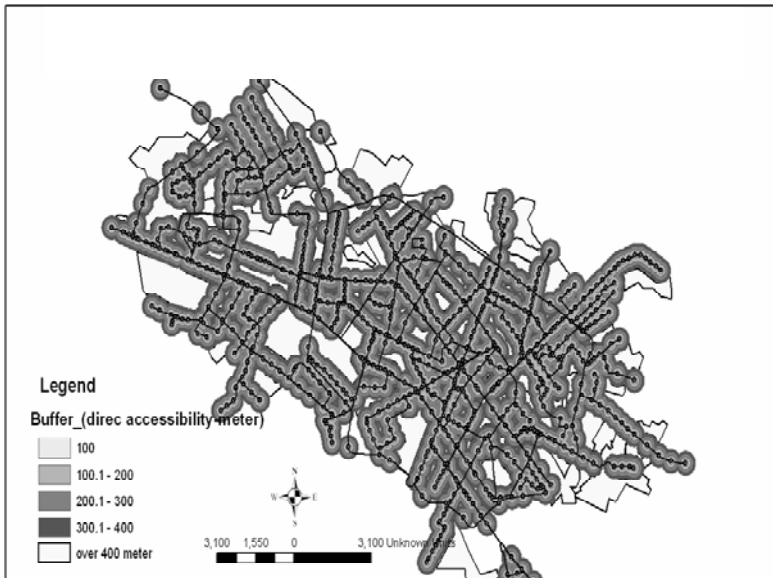 Legend
Buffer_(direc accessibility meter)
100
100.1 - 200
200.1 - 300
300.1 - 400
over 400 meter
N
W E
S
3,100 1,550 0 3,100 Unknown Units